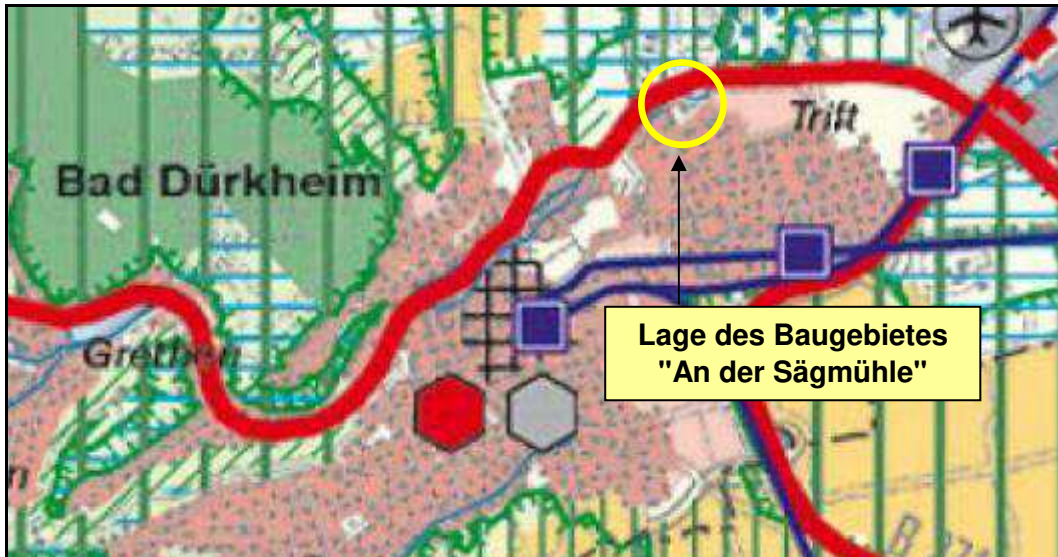 Trift
Bad Dürkheim
Lage des Baugebietes
"An der Sägmühle"
Grethen
n